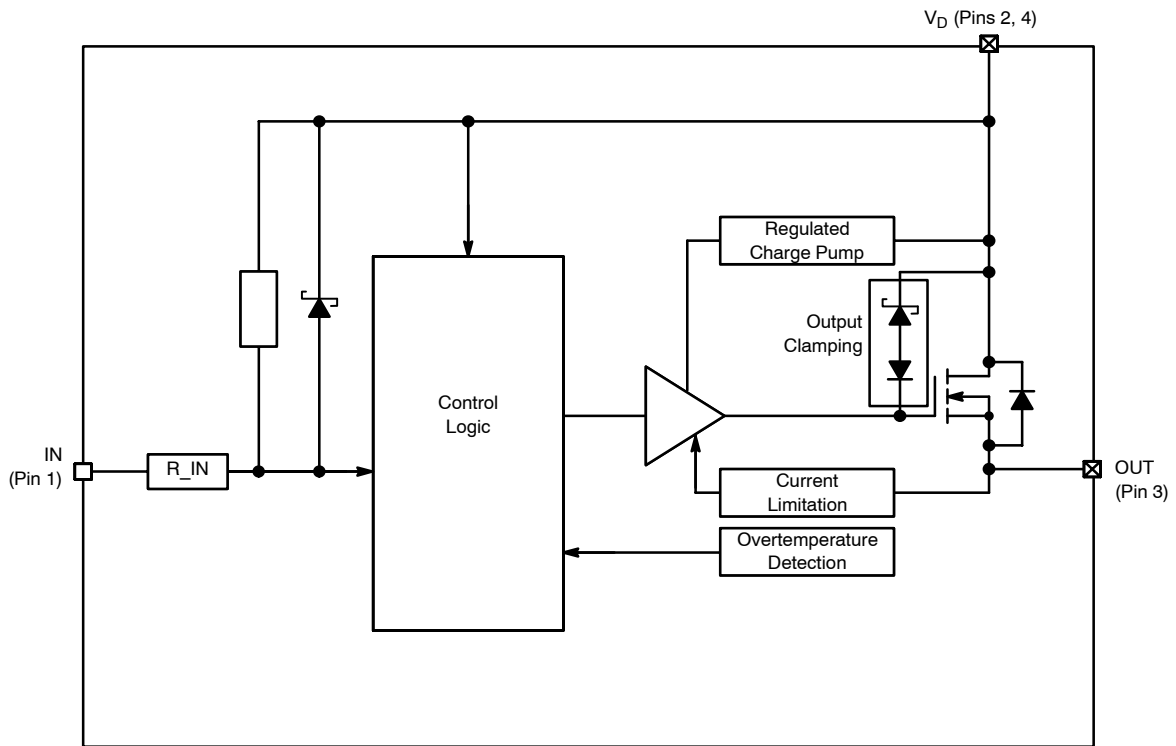 V_D (Pins 2, 4)
Regulated
Charge Pump
Output
Clamping
Control
Logic
IN
(Pin 1)
R_IN
Current
Limitation
OUT
(Pin 3)
Overtemperature
Detection